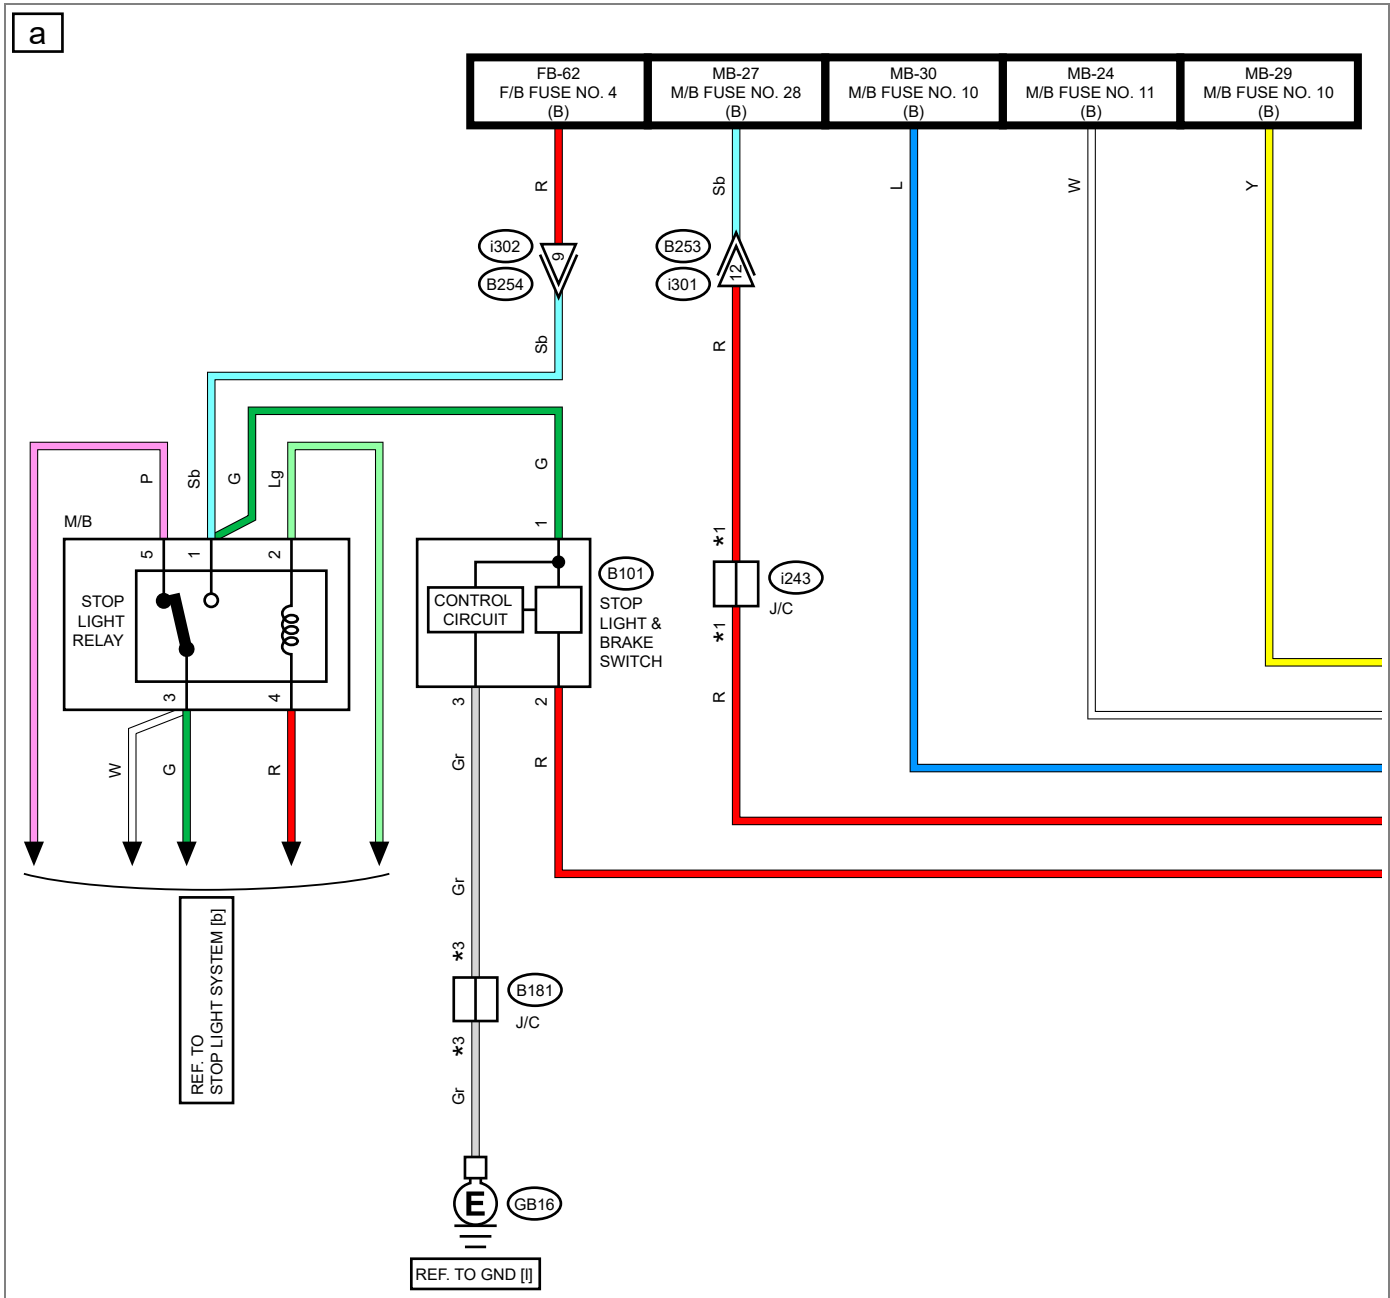 a
FB-62
F/B FUSE NO. 4
(B)
MB-27
M/B FUSE NO. 28
(B)
MB-30
M/B FUSE NO. 10
(B)
MB-24
M/B FUSE NO. 11
(B)
MB-29
M/B FUSE NO. 10
(B)
R
Sb
L
W
Y
i302
9
B254
B253
12
i301
Sb
R
P
Sb
G
Lg
G
M/B
5
1
2
1
*1
STOP
LIGHT
RELAY
CONTROL
CIRCUIT
B101
STOP
LIGHT &
BRAKE
SWITCH
i243
J/C
*1
3
4
3
2
R
W
G
R
Gr
R
Gr
*3
REF. TO
STOP LIGHT SYSTEM [b]
B181
J/C
*3
Gr
E
GB16
REF. TO GND [I]